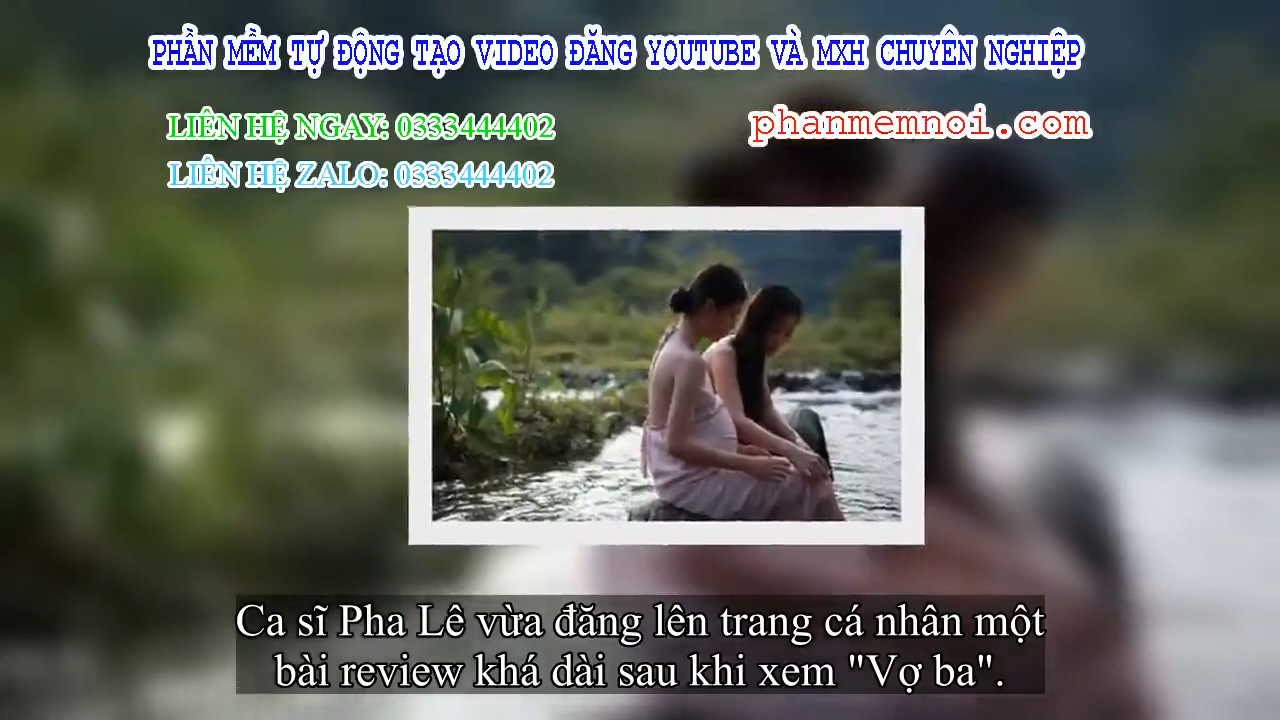 PHẦN MỀM TỰ ĐỘNG TẠO VIDEO ĐĂNG YOUTUBE VÀ MXH CHUYÊN NGHIỆP
LIÊN HỆ NGAY: 0333444402
phanmemnoi.com
LIÊN HỆ ZALO: 0333444402
Ca sĩ Pha Lê vừa đăng lên trang cá nhân một
bài review khá dài sau khi xem "Vợ ba".